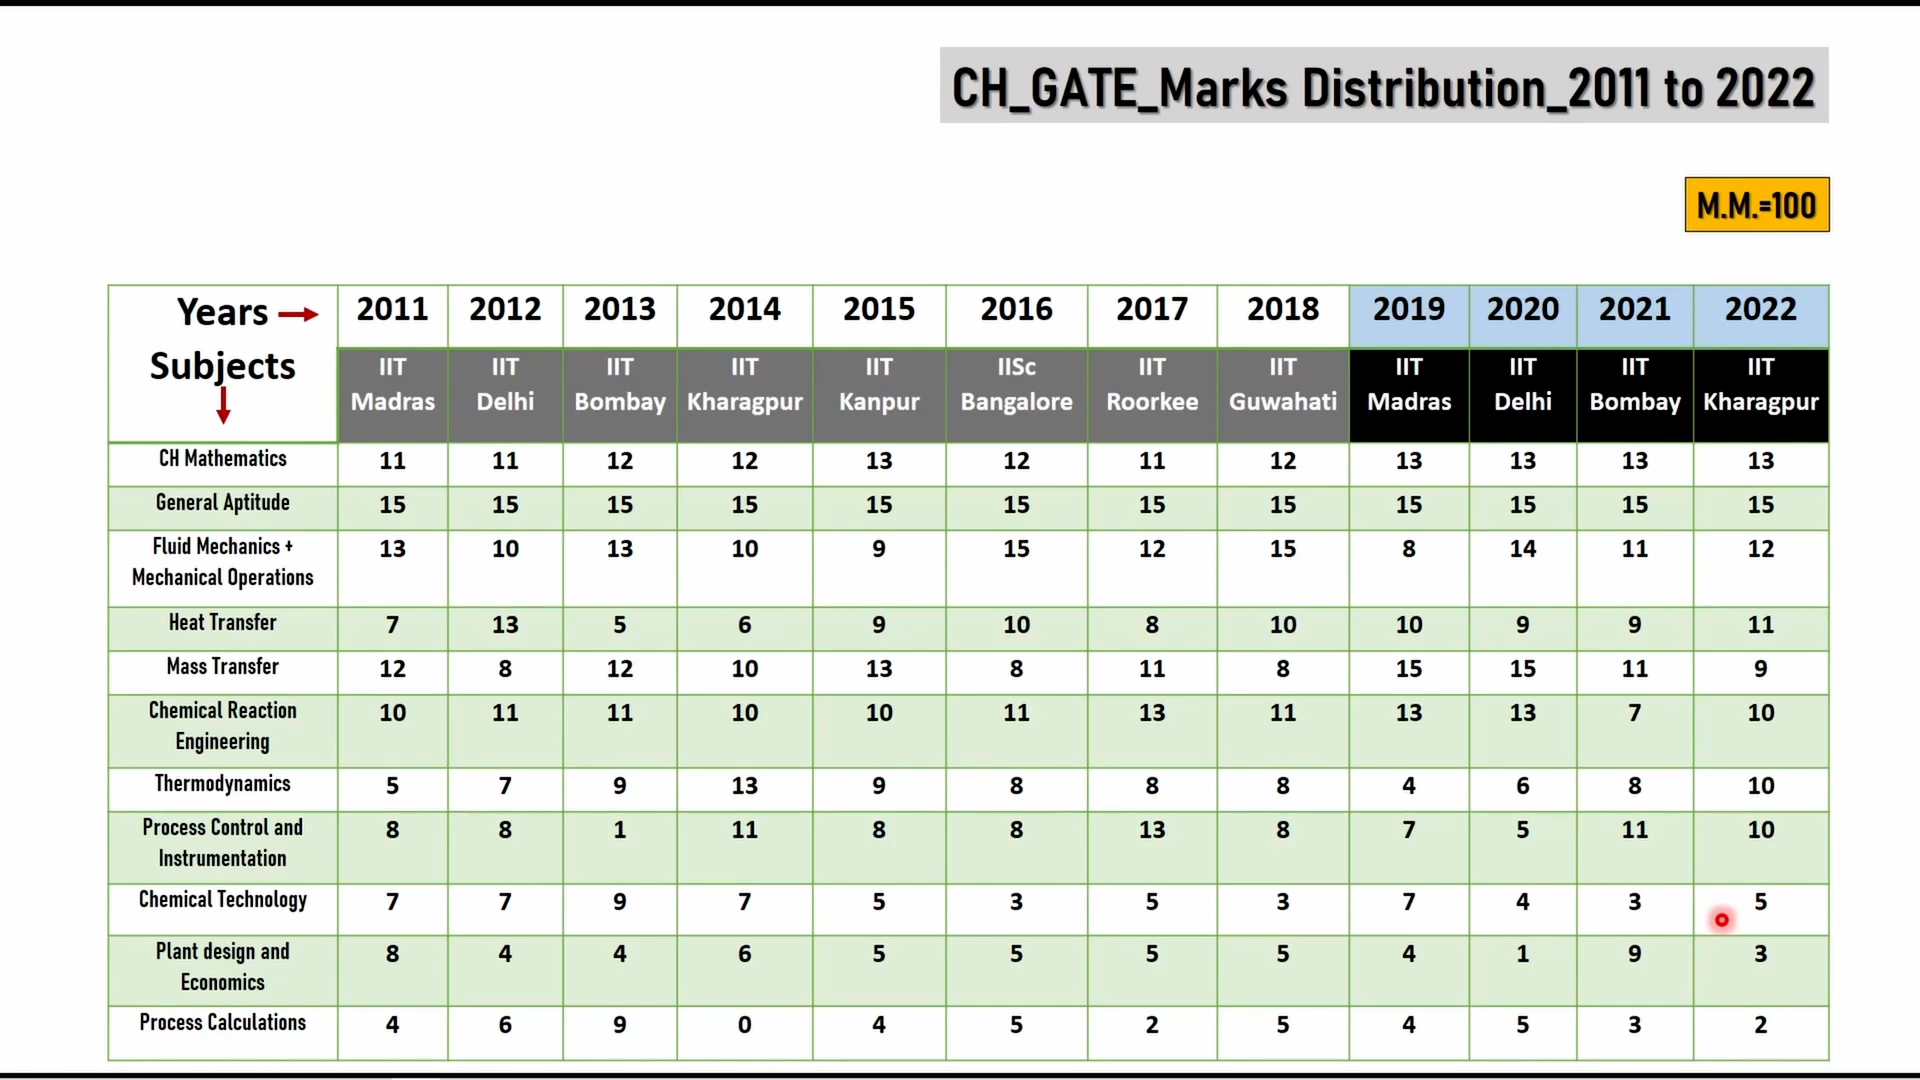 CH_GATE_Marks Distribution_2011 to 2022
M.M.=100
Years 2011 2012 2013 2014 2015 2016 2017 2018 2019 2020 2021 2022
Subjects
IIT IIT IIT IIT IIT IISc IIT IIT IIT IIT IIT IIT
Madras Delhi Bombay Kharagpur Kanpur Bangalore Roorkee Guwahati Madras Delhi Bombay Kharagpur
CH Mathematics 11 11 12 12 13 12 11 12 13 13 13 13
General Aptitude 15 15 15 15 15 15 15 15 15 15 15 15
Fluid Mechanics + 13 10 13 10 9 15 12 15 8 14 11 12
Mechanical Operations
Heat Transfer 7 13 5 6 9 10 8 10 10 9 9 11
Mass Transfer 12 8 12 10 13 8 11 8 15 15 11 9
Chemical Reaction 10 11 11 10 10 11 13 11 13 13 7 10
Engineering
Thermodynamics 5 7 9 13 9 8 8 8 4 6 8 10
Process Control and 8 8 1 11 8 8 13 8 7 5 11 10
Instrumentation
Chemical Technology 7 7 9 7 5 3 5 3 7 4 3 5
Plant design and 8 4 4 6 5 5 5 5 4 1 9 3
Economics
Process Calculations 4 6 9 0 4 5 2 5 4 5 3 2